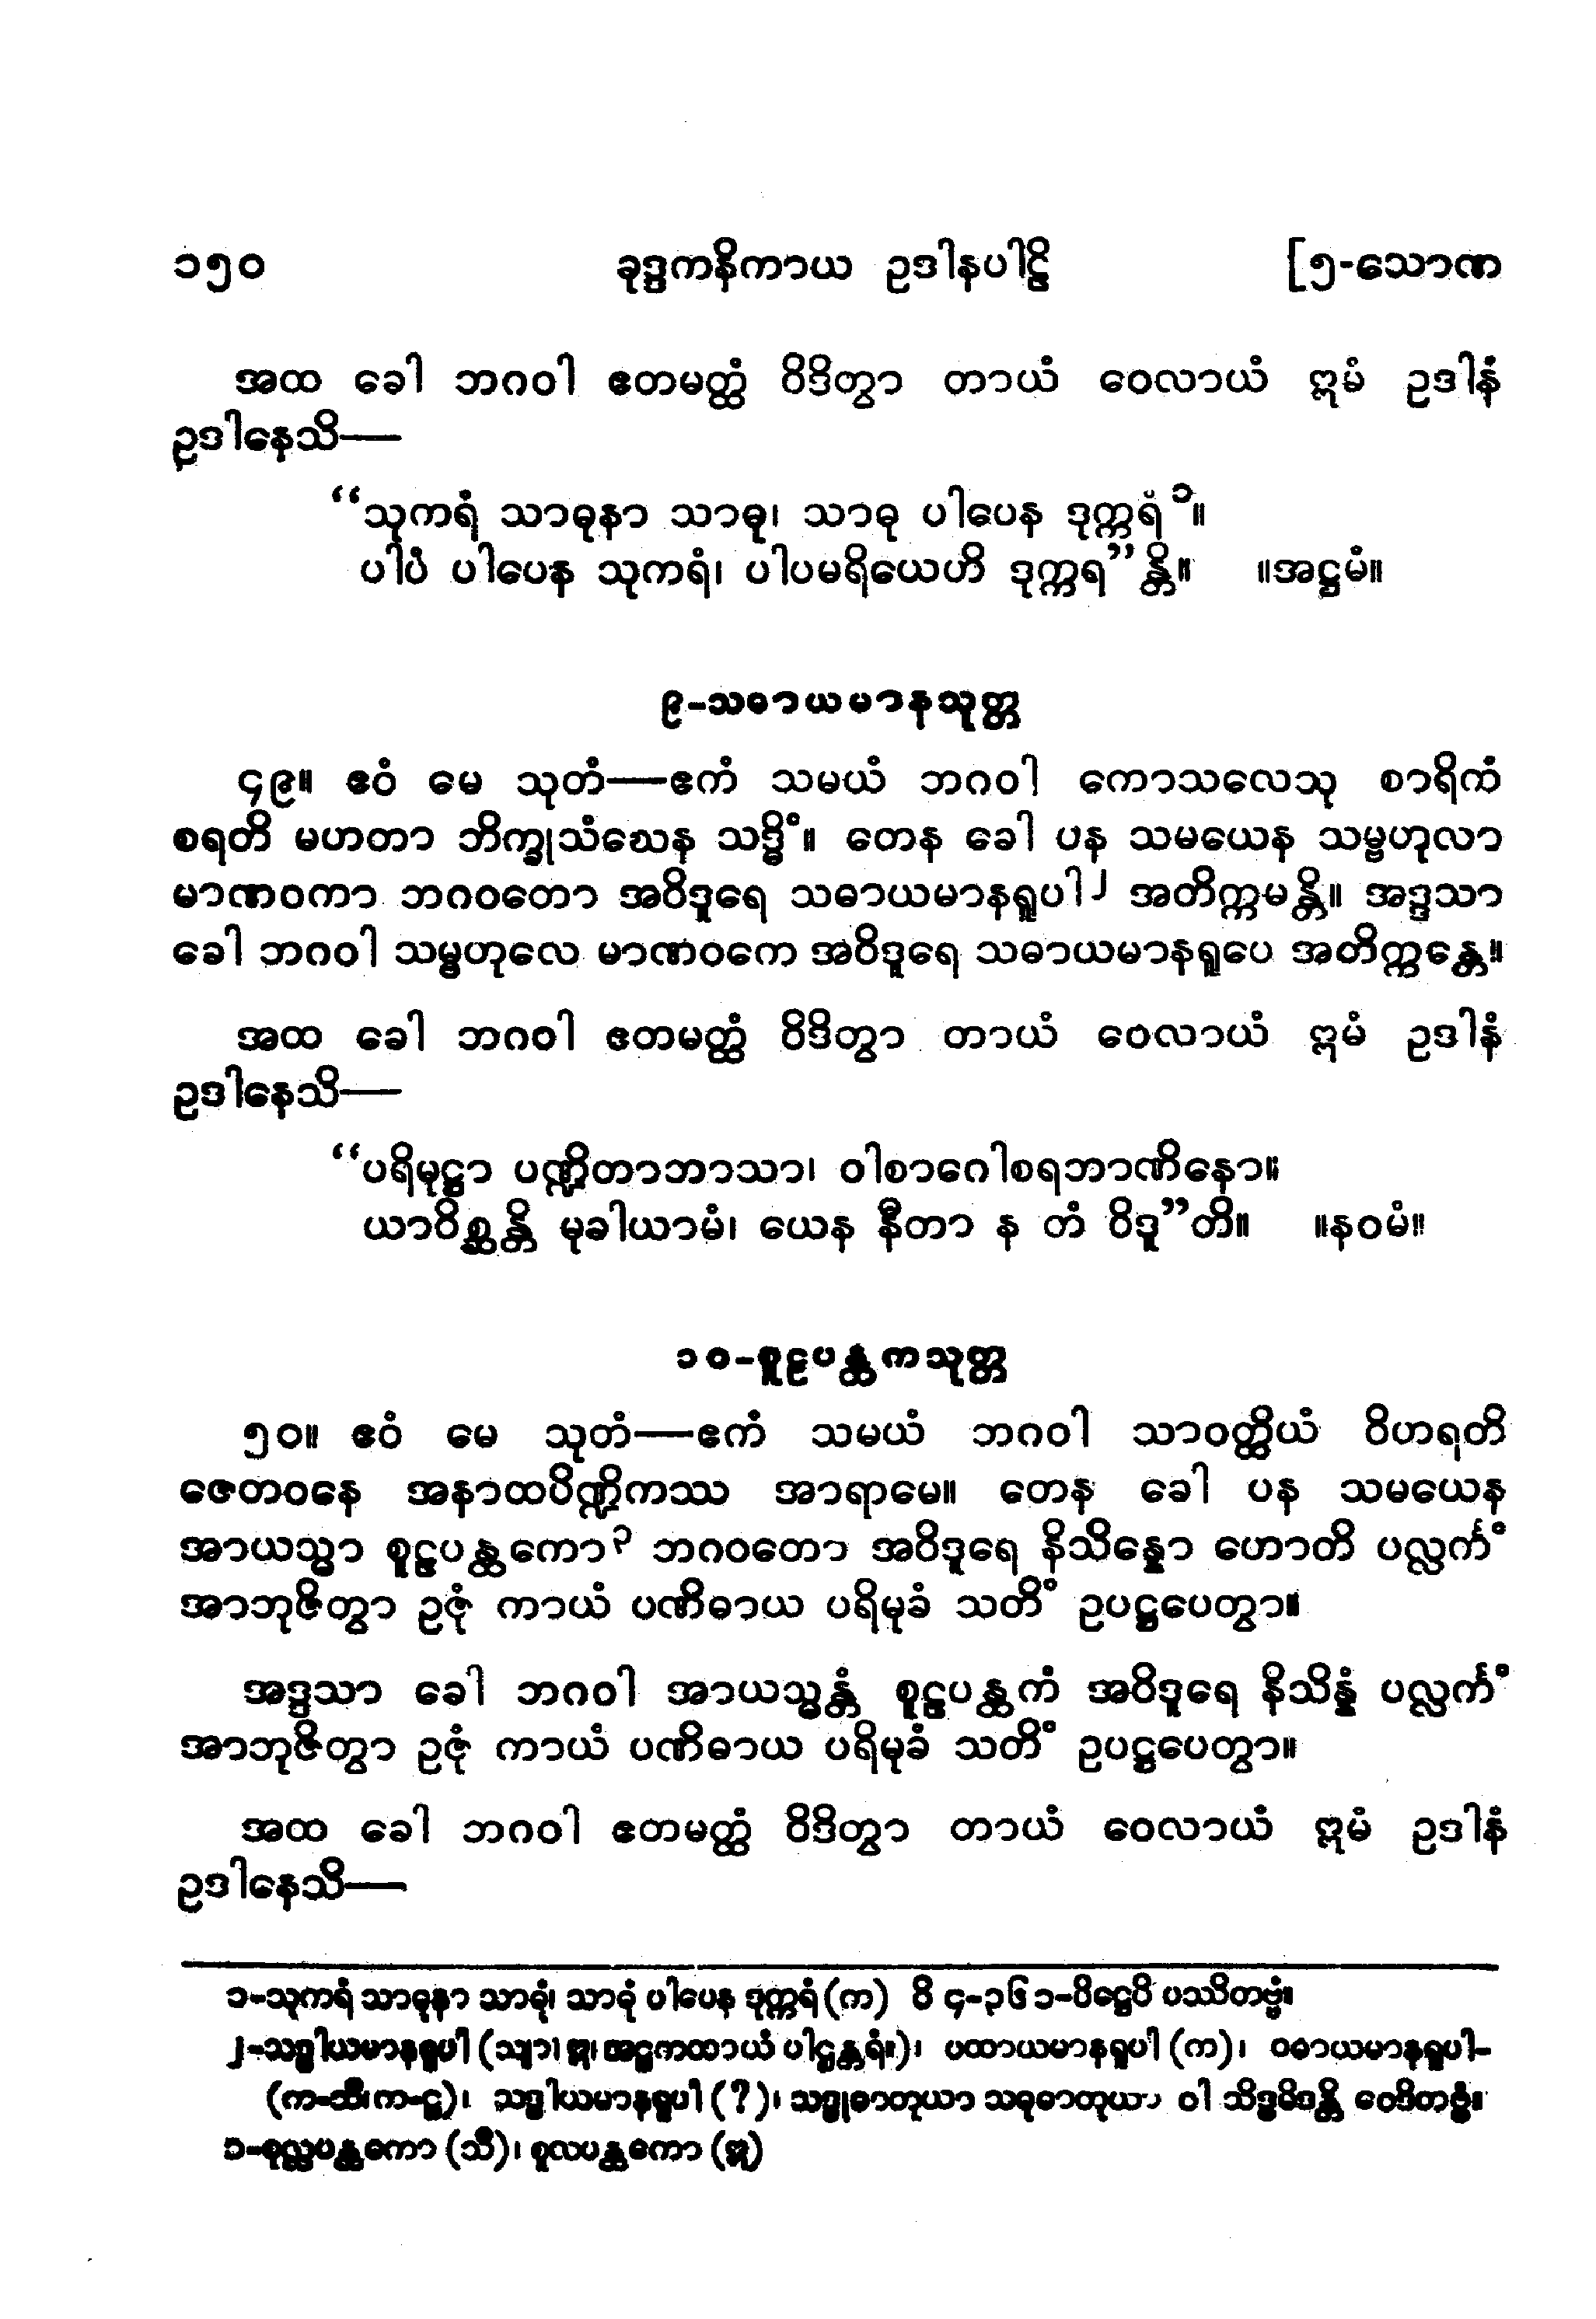 ၁၅၀ ခုဒ္ဒကနိကာယ ဥဒါနပါဠိ [၅-သောဏ
အထ ခေါ ဘဂဝါ ဧတမတ္ထံ ဝိဒိတွာ တာယံ ဝေလာယံ ဣမံ ဥဒါနံ
ဥဒါနေသိ—
“သုကရံ သာဓုနာ သာဓု၊ သာဓု ပါပေန ဒုက္ကရံ ၁။
ပါပံ ပါပေန သုကရံ၊ ပါပမရိယေဟိ ဒုက္ကရ”န္တိ။ ။အဋ္ဌမံ။
၉-သဓာယမာနသုတ္တ
၄၉။ ဧဝံ မေ သုတံ—ဧကံ သမယံ ဘဂဝါ ကောသလေသု စာရိကံ
စရတိ မဟတာ ဘိက္ခုသံဃေန သဒ္ဓိံ။ တေန ခေါ ပန သမယေန သမ္ဗဟုလာ
မာဏဝကာ ဘဂဝတော အဝိဒူရေ သဓာယမာနရူပါ၂ အတိက္ကမန္တိ။ အဒ္ဒသာ
ခေါ ဘဂဝါ သမ္ဗဟုလေ မာဏဝကေ အဝိဒူရေ သဓာယမာနရူပေ အတိက္ကန္တေ။
အထ ခေါ ဘဂဝါ ဧတမတ္ထံ ဝိဒိတွာ တာယံ ဝေလာယံ ဣမံ ဥဒါနံ
ဥဒါနေသိ—
“ပရိမုဋ္ဌာ ပဏ္ဍိတာဘာသာ၊ ဝါစာဂေါစရဘာဏိနော။
ယာဝိစ္ဆန္တိ မုခါယာမံ၊ ယေန နီတာ န တံ ဝိဒူ”တိ။ ။နဝမံ။
၁၀-စူဠပန္ထကသုတ္တ
၅၀။ ဧဝံ မေ သုတံ—ဧကံ သမယံ ဘဂဝါ သာဝတ္ထိယံ ဝိဟရတိ
ဇေတဝနေ အနာထပိဏ္ဍိကဿ အာရာမေ။ တေန ခေါ ပန သမယေန
အာယသ္မာ စူဠပန္ထကော၃ ဘဂဝတော အဝိဒူရေ နိသိန္နော ဟောတိ ပလ္လင်္ကံ
အာဘုဇိတွာ ဥဇုံ ကာယံ ပဏိဓာယ ပရိမုခံ သတိံ ဥပဋ္ဌပေတွာ။
အဒ္ဒသာ ခေါ ဘဂဝါ အာယသ္မန္တံ စူဠပန္ထကံ အဝိဒူရေ နိသိန္နံ ပလ္လင်္ကံ
အာဘုဇိတွာ ဥဇုံ ကာယံ ပဏိဓာယ ပရိမုခံ သတိံ ဥပဋ္ဌပေတွာ။
အထ ခေါ ဘဂဝါ ဧတမတ္ထံ ဝိဒိတွာ တာယံ ဝေလာယံ ဣမံ ဥဒါနံ
ဥဒါနေသိ—
၁-သုကရံ သာဓုနာ သာဓုံ၊ သာဓုံ ပါပေန ဒုက္ကရံ (က) ဝိ ၄-၃၆၁-ပိဋ္ဌေပိ ပဿိတဗ္ဗံ။
၂-သဒ္ဓါယမာနရူပါ (သျာ၊ ဣ၊ အဋ္ဌကထာယံ ပါဌန္တရံ။)၊ ပထာယမာနရူပါ (က)၊ ဝဓာယမာနရူပါ-
(က-သီ၊ က-ဋ္ဌ)၊ သဒ္ဓါယမာနရူပါ (?)၊ သဒ္ဓုဓာတုယာ သဓုဓာတုယာ ဝါ သိဒ္ဓမိဒန္တိ ဝေဒိတဗ္ဗံ။
၃-စုလ္လပန္ထကော (သီ)၊ စူလပန္ထကော (ဣ)